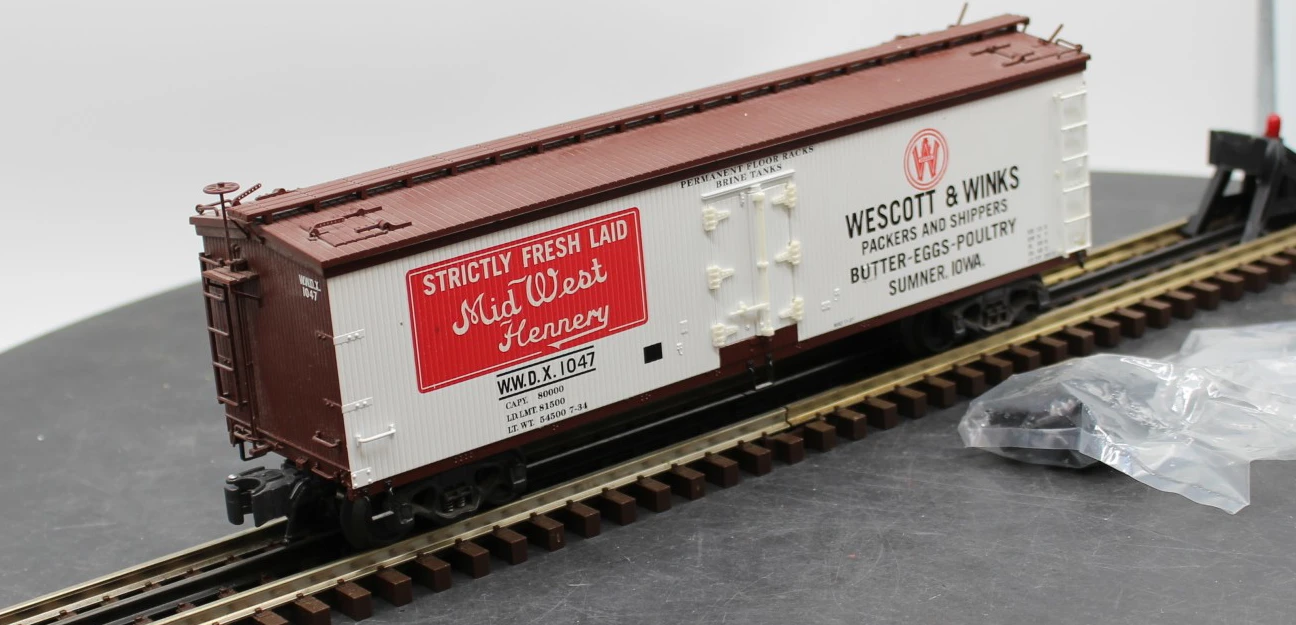 W.W.D.X.
1047
STRICTLY FRESH LAID
Mid-West
Hennery
W.W.D.X. 1047
CAPY. 80000
LD.LMT. 81500
LT. WT. 54500 7-34
PERMANENT FLOOR RACKS
BRINE TANKS
W
WESCOTT & WINKS
PACKERS AND SHIPPERS
BUTTER-EGGS-POULTRY
SUMNER, IOWA.